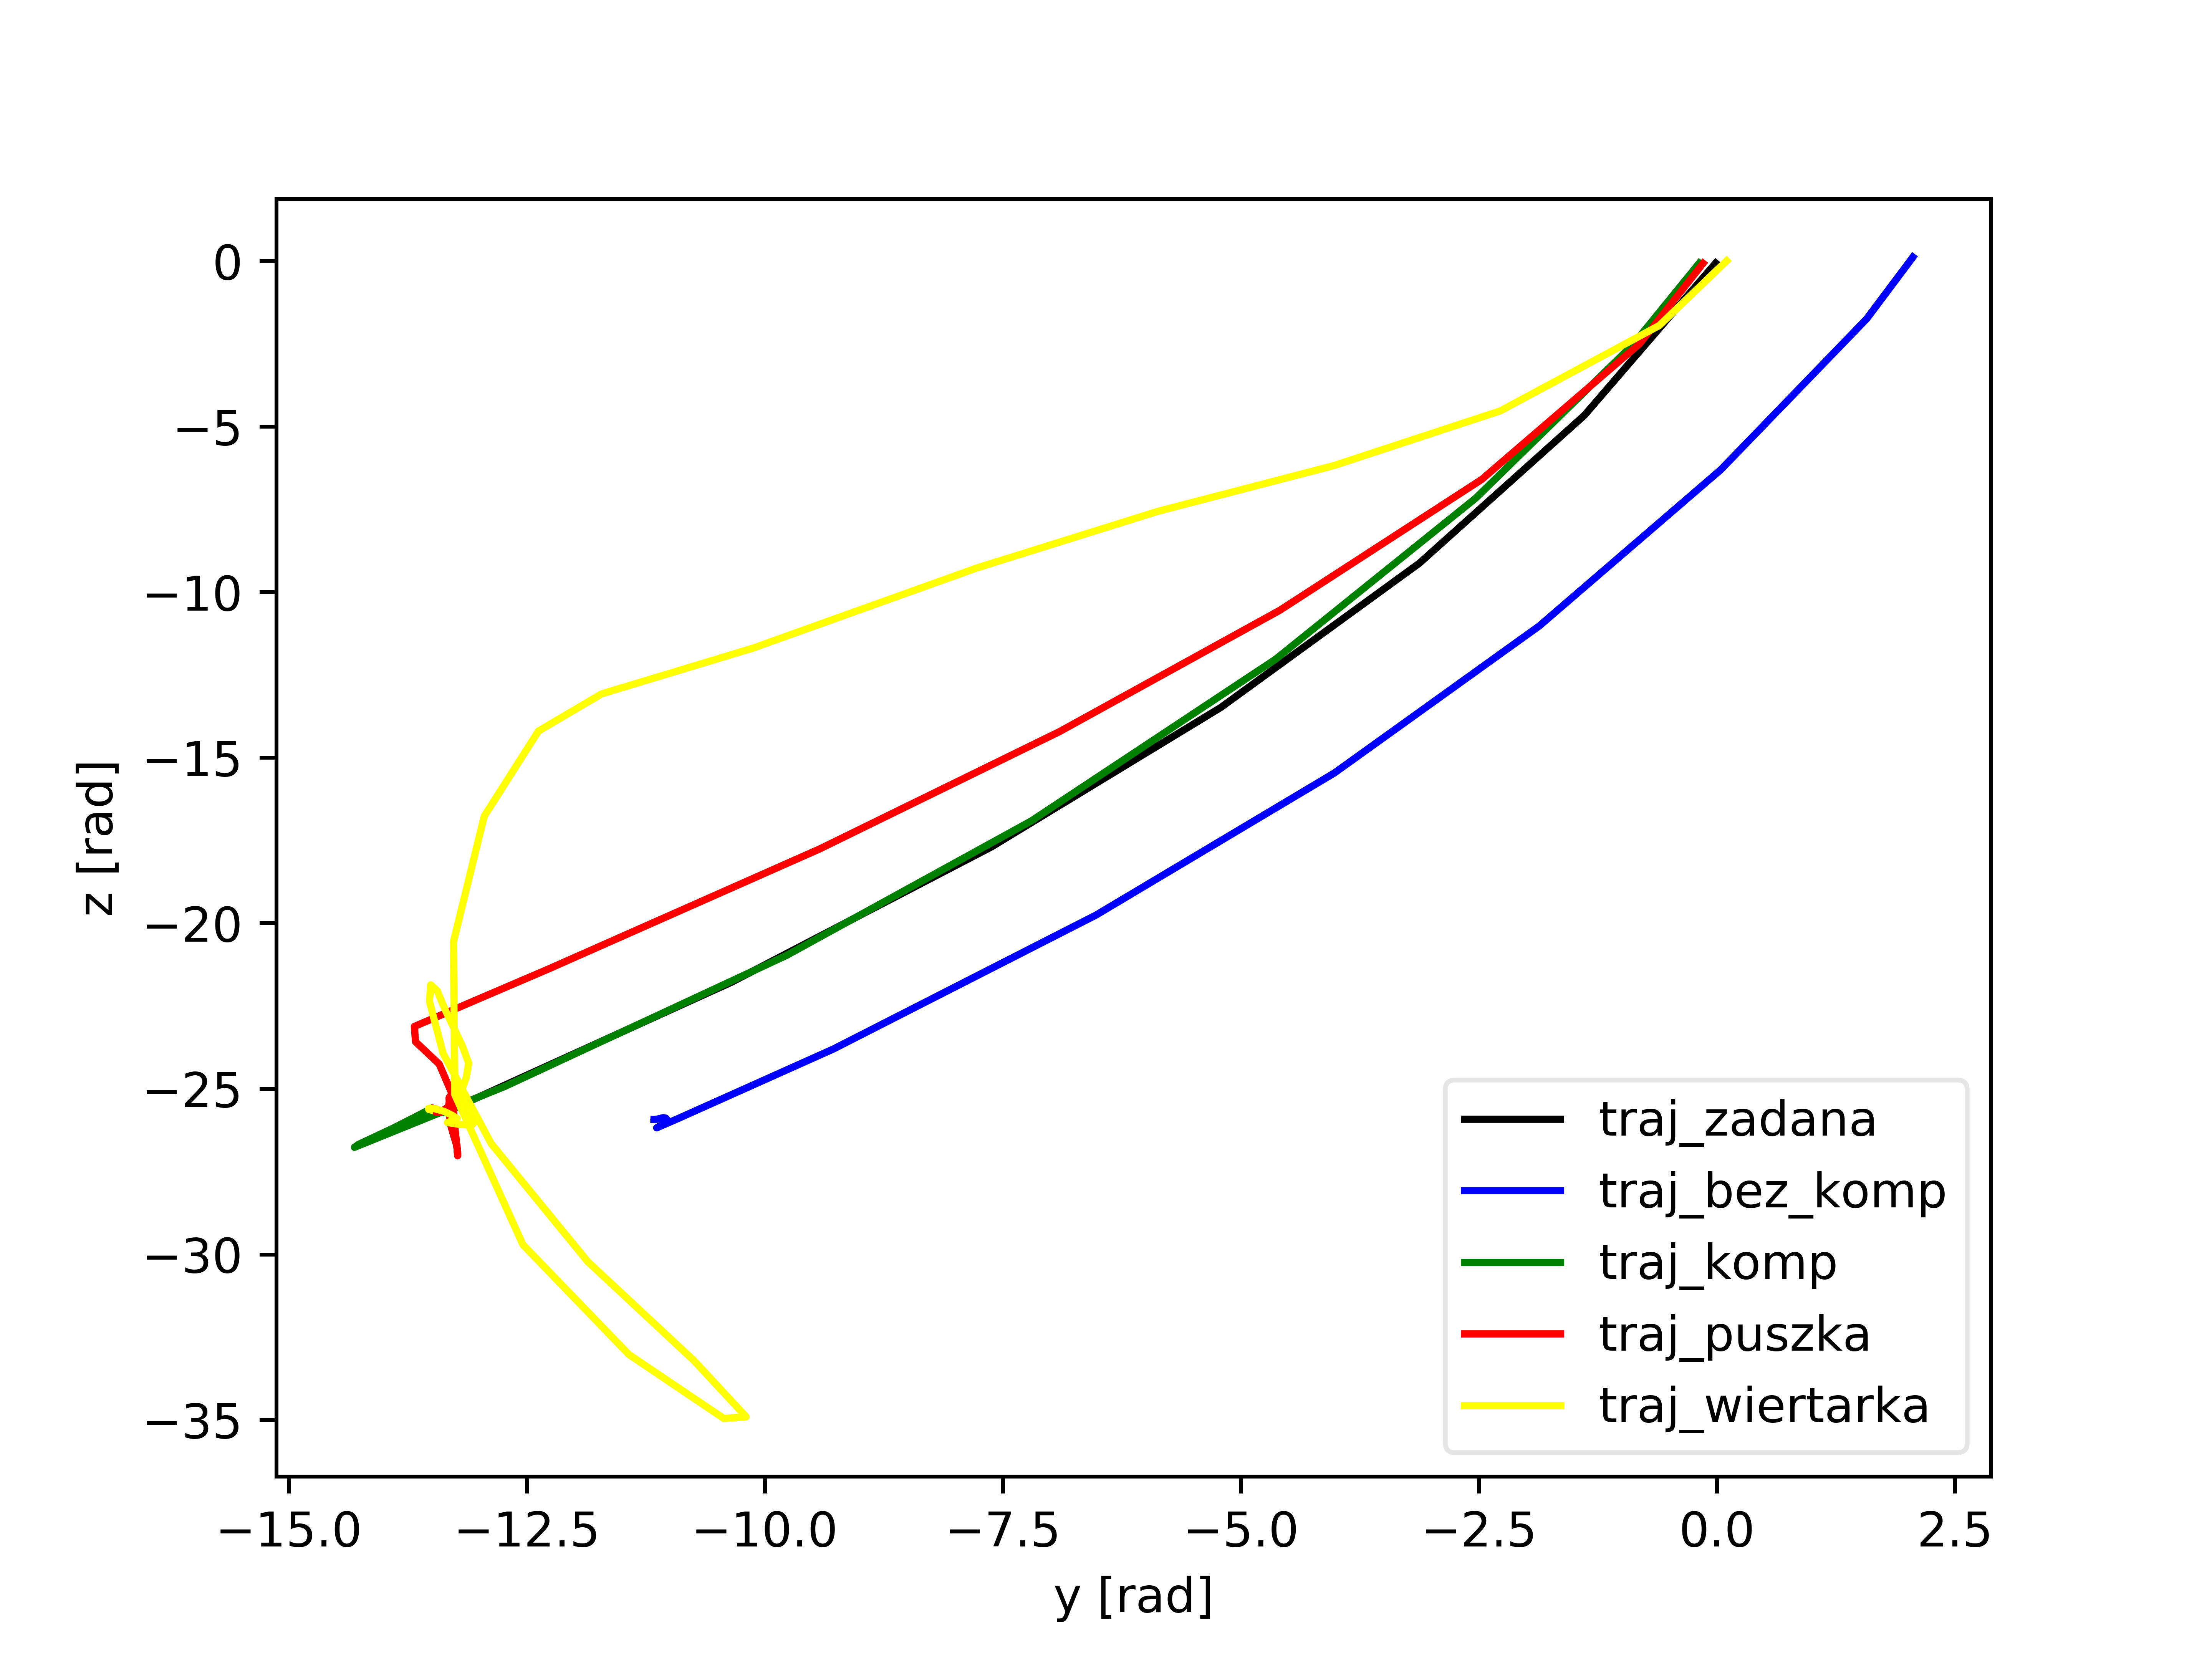 0
−5
−10
−15
−20
−25
−30
−35
z [rad]
−15.0 −12.5 −10.0 −7.5 −5.0 −2.5 0.0 2.5
y [rad]
traj_zadana
traj_bez_komp
traj_komp
traj_puszka
traj_wiertarka